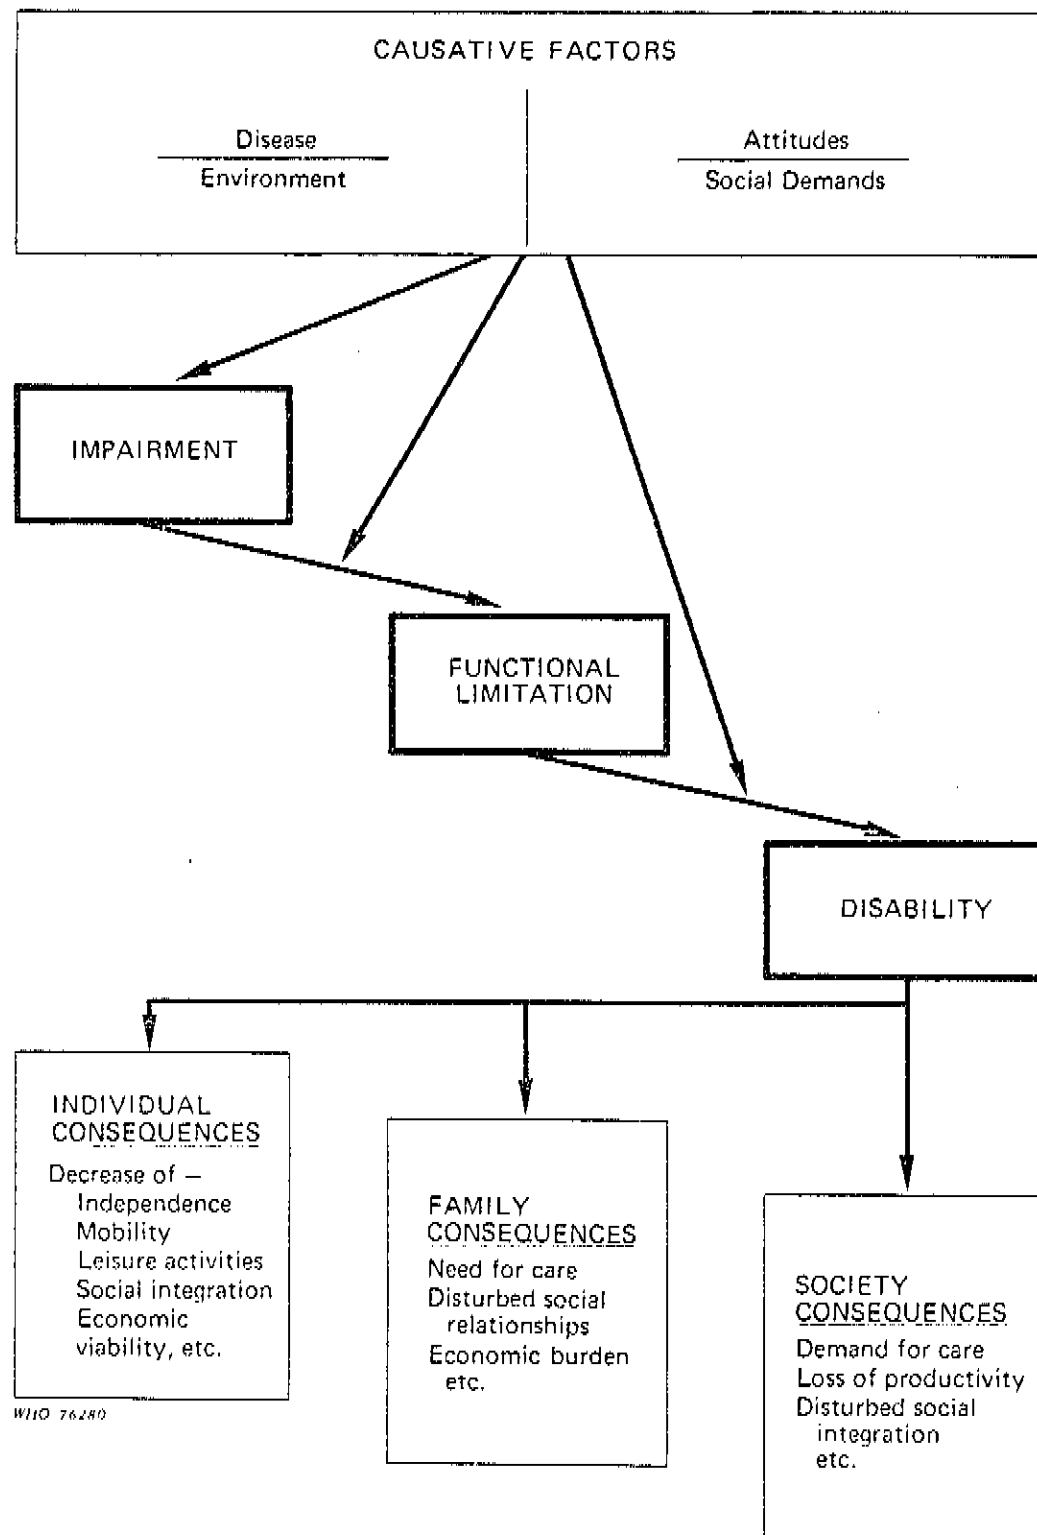 CAUSATIVE FACTORS
Disease
Environment
Attitudes
Social Demands
IMPAIRMENT
FUNCTIONAL
LIMITATION
DISABILITY
INDIVIDUAL
CONSEQUENCES
Decrease of —
Independence
Mobility
Leisure activities
Social integration
Economic
viability, etc.
FAMILY
CONSEQUENCES
Need for care
Disturbed social
relationships
Economic burden
etc.
SOCIETY
CONSEQUENCES
Demand for care
Loss of productivity
Disturbed social
integration
etc.
WHO 76280